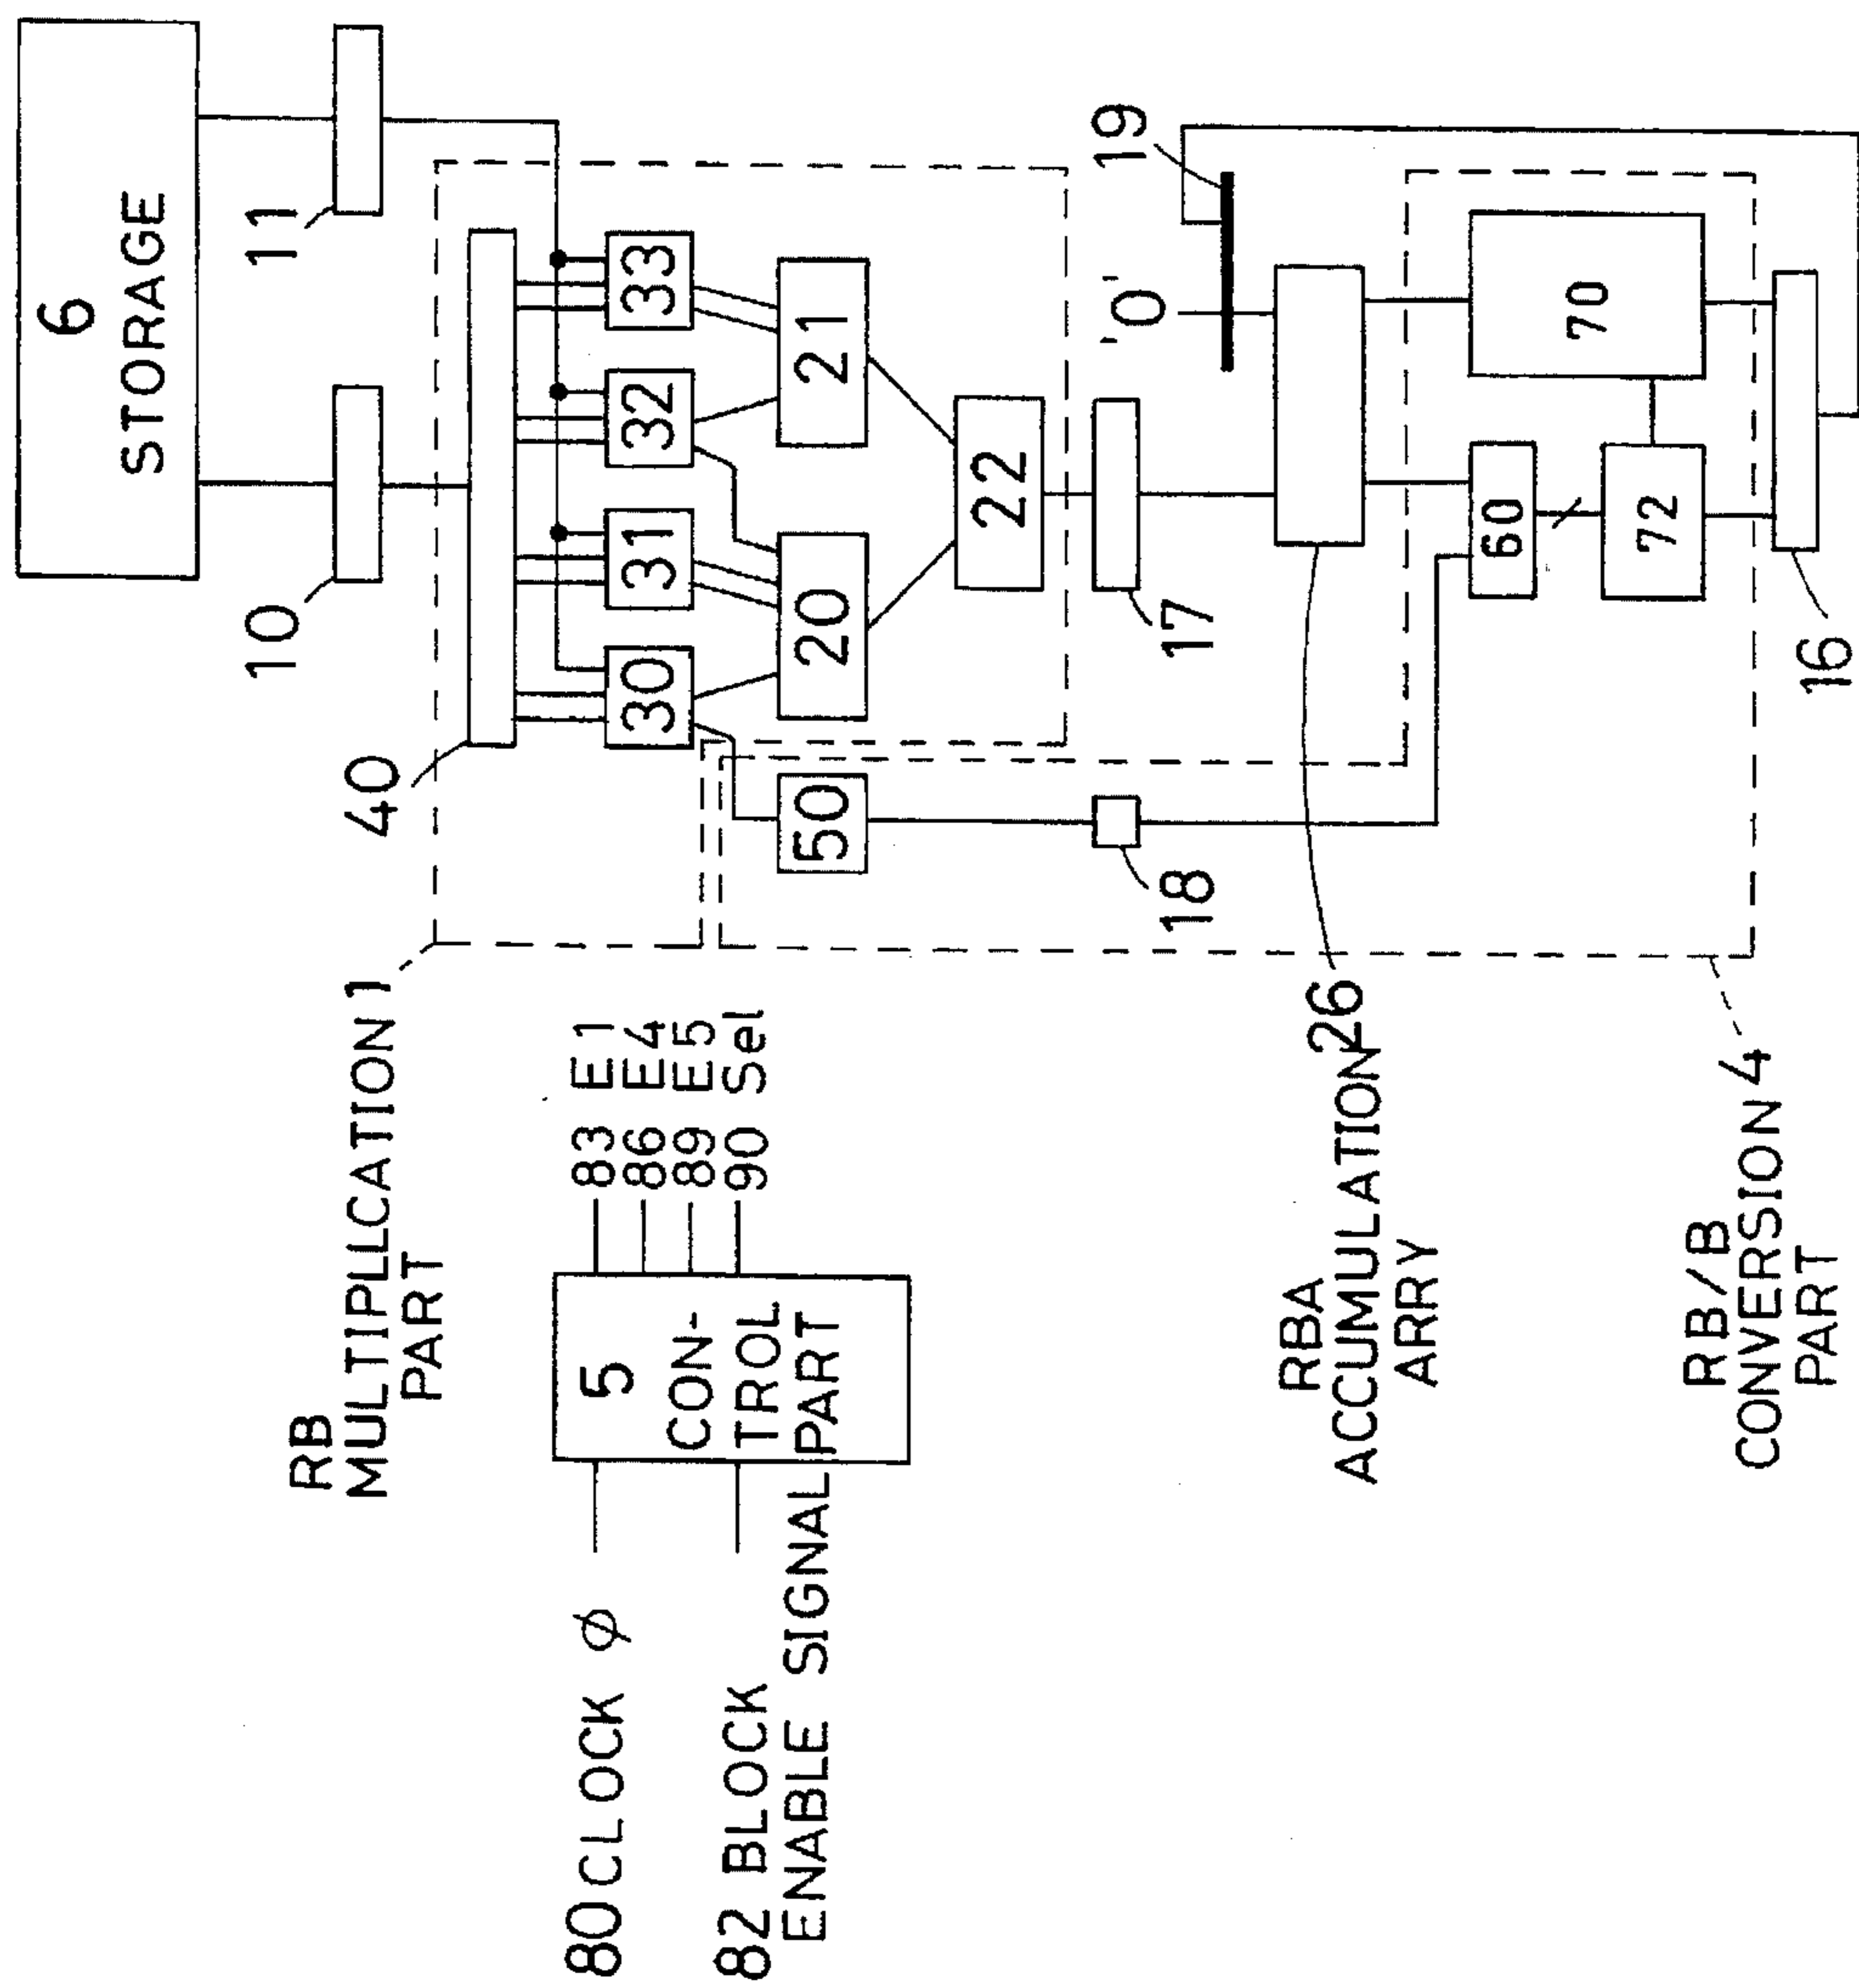 6
STORAGE
10
11
40
30
31
32
33
50
20
21
22
17
18
19
'0'
60
70
72
16
RB
MULTIPLLCATION 1
PART
80 CLOCK φ
82 BLOCK
ENABLE SIGNAL
5
CON-
TROL
PART
83 E1
86 E4
89 E5
90 Sel
RBA
ACCUMULATION 26
ARRY
RB/B
CONVERSION 4
PART